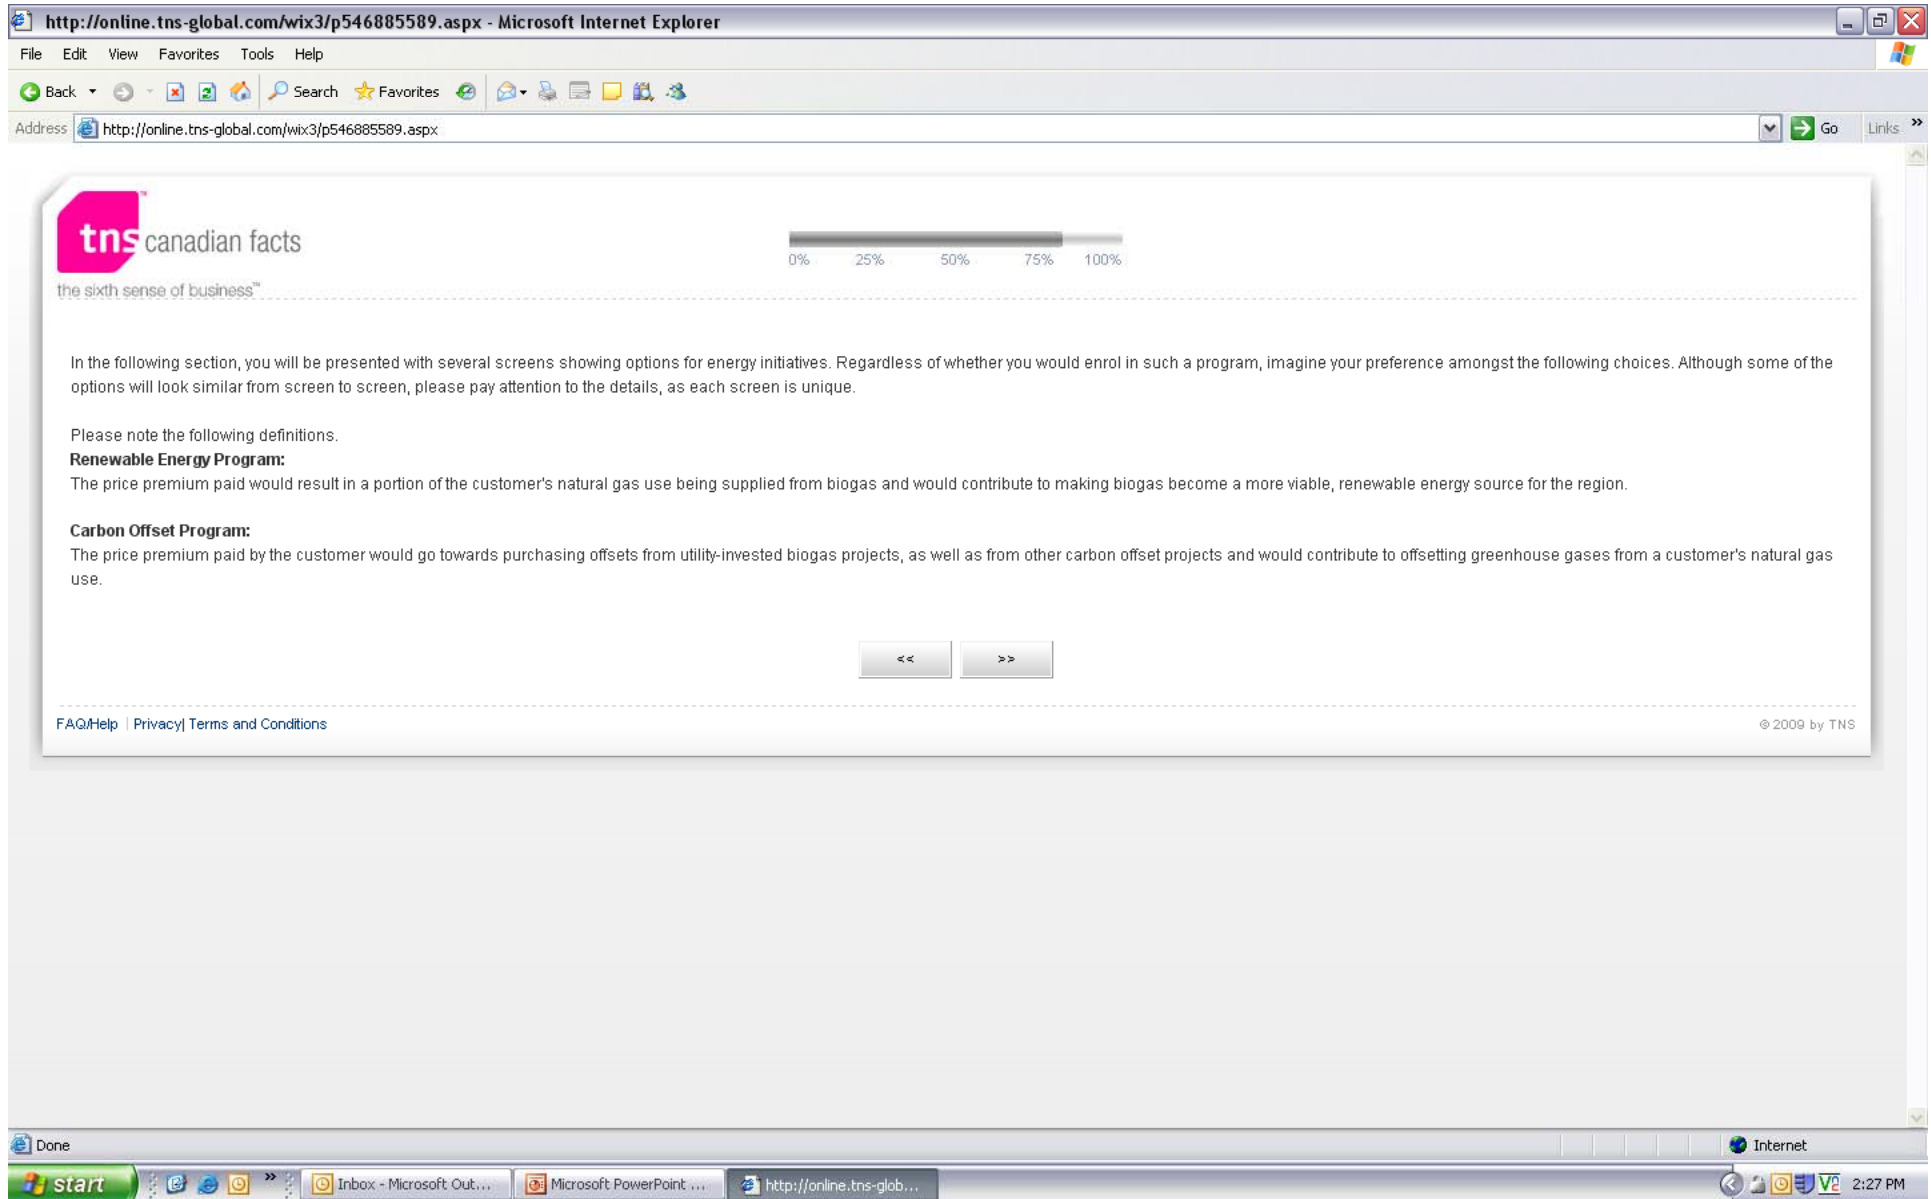 http://online.tns-global.com/wix3/p546885589.aspx - Microsoft Internet Explorer
File Edit View Favorites Tools Help
Back Search Favorites
Address http://online.tns-global.com/wix3/p546885589.aspx Go Links »
tns canadian facts
the sixth sense of business™
0% 25% 50% 75% 100%
In the following section, you will be presented with several screens showing options for energy initiatives. Regardless of whether you would enrol in such a program, imagine your preference amongst the following choices. Although some of the
options will look similar from screen to screen, please pay attention to the details, as each screen is unique.
Please note the following definitions.
Renewable Energy Program:
The price premium paid would result in a portion of the customer's natural gas use being supplied from biogas and would contribute to making biogas become a more viable, renewable energy source for the region.
Carbon Offset Program:
The price premium paid by the customer would go towards purchasing offsets from utility-invested biogas projects, as well as from other carbon offset projects and would contribute to offsetting greenhouse gases from a customer's natural gas
use.
<< >>
FAQ/Help | Privacy| Terms and Conditions © 2009 by TNS
Done Internet
start » Inbox - Microsoft Out... Microsoft PowerPoint ... http://online.tns-glob... 2:27 PM